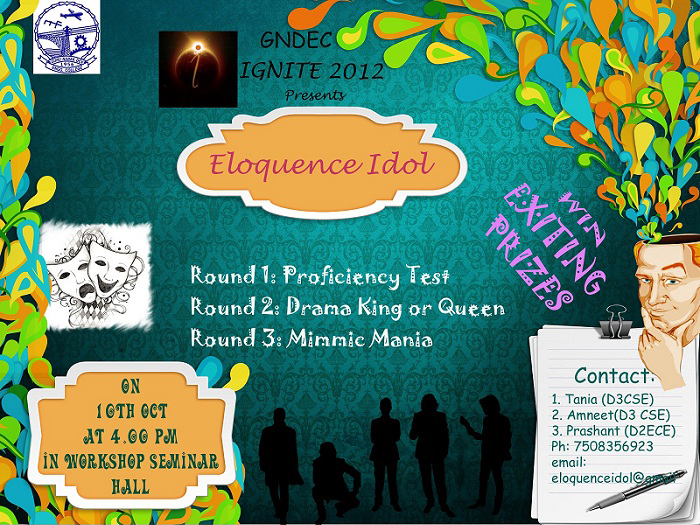 GNDEC
IGNITE 2012
Presents
Eloquence Idol
WIN
EXITING
PRIZES
Round 1: Proficiency Test
Round 2: Drama King or Queen
Round 3: Mimmic Mania
ON
10TH OCT
AT 4.00 PM
IN WORKSHOP SEMINAR
HALL
Contact:
1. Tania (D3CSE)
2. Amneet(D3 CSE)
3. Prashant (D2ECE)
Ph: 7508356923
email:
eloquenceidol@gmail